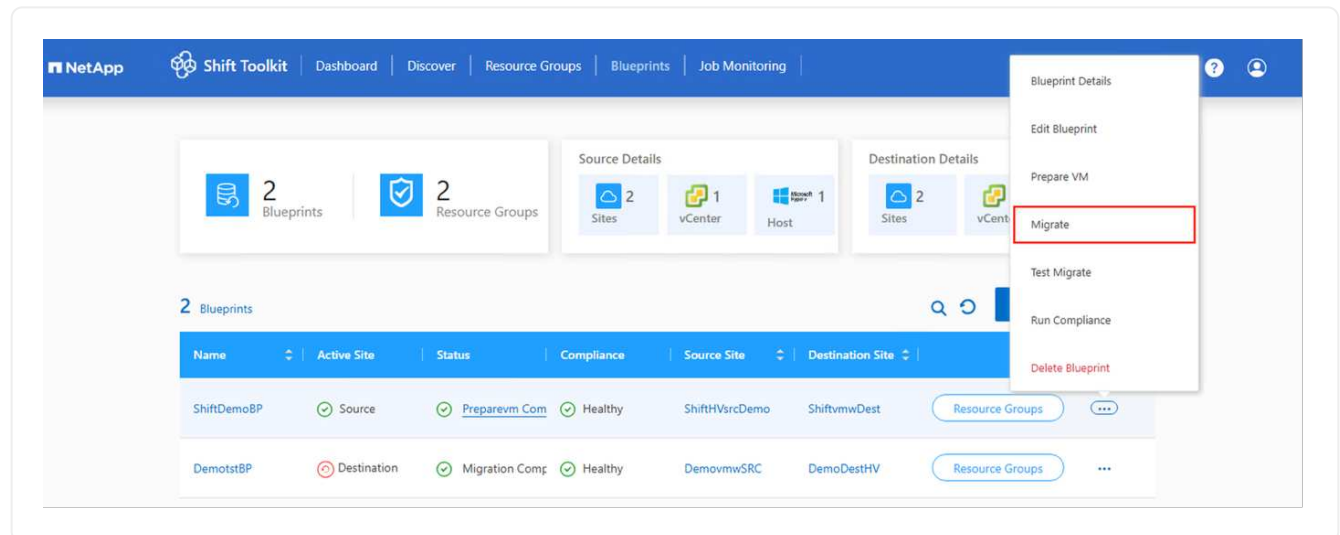 NetApp
Shift Toolkit
Dashboard
Discover
Resource Groups
Blueprints
Job Monitoring
?
Blueprint Details
Edit Blueprint
Prepare VM
Migrate
Test Migrate
Run Compliance
Delete Blueprint
2
Blueprints
2
Resource Groups
Source Details
2
Sites
1
vCenter
1
Host
Destination Details
2
Sites
vCent
2 Blueprints
Name
Active Site
Status
Compliance
Source Site
Destination Site
ShiftDemoBP
Source
Preparevm Com
Healthy
ShiftHVsrcDemo
ShiftvmwDest
Resource Groups
...
DemotstBP
Destination
Migration Comp
Healthy
DemovmwSRC
DemoDestHV
Resource Groups
...